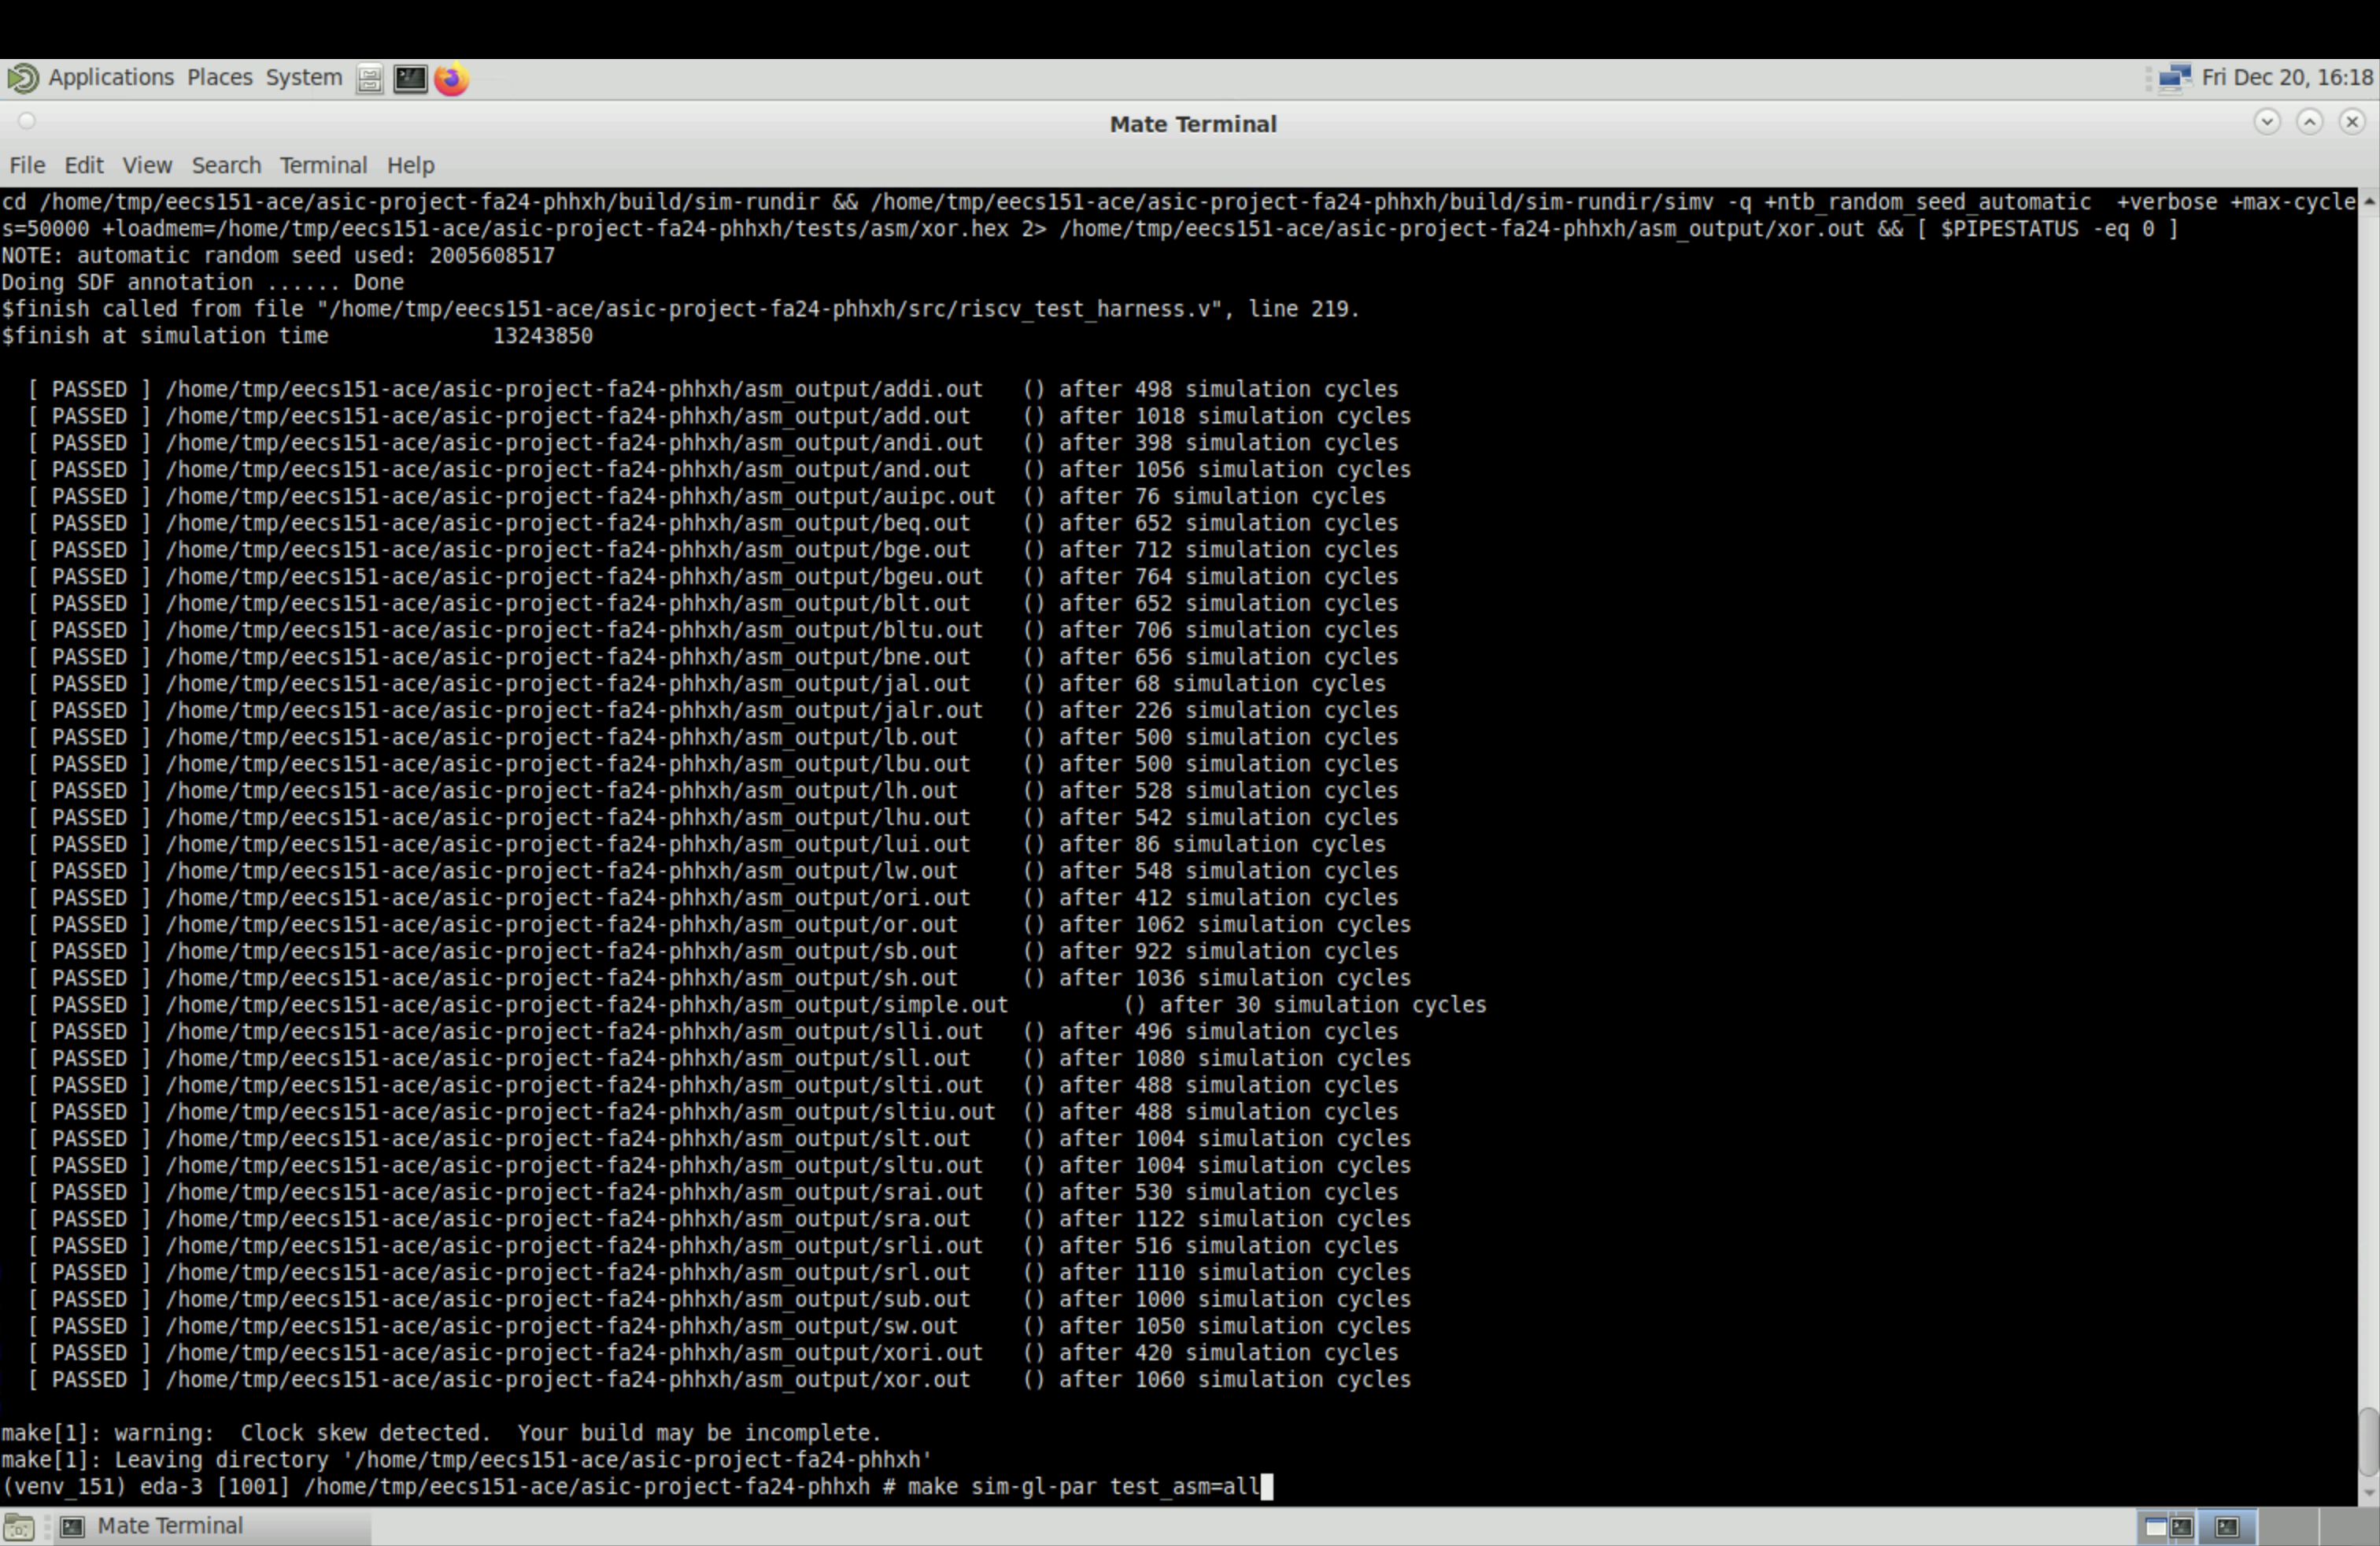 Applications Places System Fri Dec 20, 16:18
Mate Terminal
File Edit View Search Terminal Help
cd /home/tmp/eecs151-ace/asic-project-fa24-phhxh/build/sim-rundir && /home/tmp/eecs151-ace/asic-project-fa24-phhxh/build/sim-rundir/simv -q +ntb_random_seed_automatic  +verbose +max-cycle
s=50000 +loadmem=/home/tmp/eecs151-ace/asic-project-fa24-phhxh/tests/asm/xor.hex 2> /home/tmp/eecs151-ace/asic-project-fa24-phhxh/asm_output/xor.out && [ $PIPESTATUS -eq 0 ]
NOTE: automatic random seed used: 2005608517
Doing SDF annotation ...... Done
$finish called from file "/home/tmp/eecs151-ace/asic-project-fa24-phhxh/src/riscv_test_harness.v", line 219.
$finish at simulation time             13243850
[ PASSED ] /home/tmp/eecs151-ace/asic-project-fa24-phhxh/asm_output/addi.out   () after 498 simulation cycles
[ PASSED ] /home/tmp/eecs151-ace/asic-project-fa24-phhxh/asm_output/add.out    () after 1018 simulation cycles
[ PASSED ] /home/tmp/eecs151-ace/asic-project-fa24-phhxh/asm_output/andi.out   () after 398 simulation cycles
[ PASSED ] /home/tmp/eecs151-ace/asic-project-fa24-phhxh/asm_output/and.out    () after 1056 simulation cycles
[ PASSED ] /home/tmp/eecs151-ace/asic-project-fa24-phhxh/asm_output/auipc.out  () after 76 simulation cycles
[ PASSED ] /home/tmp/eecs151-ace/asic-project-fa24-phhxh/asm_output/beq.out    () after 652 simulation cycles
[ PASSED ] /home/tmp/eecs151-ace/asic-project-fa24-phhxh/asm_output/bge.out    () after 712 simulation cycles
[ PASSED ] /home/tmp/eecs151-ace/asic-project-fa24-phhxh/asm_output/bgeu.out   () after 764 simulation cycles
[ PASSED ] /home/tmp/eecs151-ace/asic-project-fa24-phhxh/asm_output/blt.out    () after 652 simulation cycles
[ PASSED ] /home/tmp/eecs151-ace/asic-project-fa24-phhxh/asm_output/bltu.out   () after 706 simulation cycles
[ PASSED ] /home/tmp/eecs151-ace/asic-project-fa24-phhxh/asm_output/bne.out    () after 656 simulation cycles
[ PASSED ] /home/tmp/eecs151-ace/asic-project-fa24-phhxh/asm_output/jal.out    () after 68 simulation cycles
[ PASSED ] /home/tmp/eecs151-ace/asic-project-fa24-phhxh/asm_output/jalr.out   () after 226 simulation cycles
[ PASSED ] /home/tmp/eecs151-ace/asic-project-fa24-phhxh/asm_output/lb.out     () after 500 simulation cycles
[ PASSED ] /home/tmp/eecs151-ace/asic-project-fa24-phhxh/asm_output/lbu.out    () after 500 simulation cycles
[ PASSED ] /home/tmp/eecs151-ace/asic-project-fa24-phhxh/asm_output/lh.out     () after 528 simulation cycles
[ PASSED ] /home/tmp/eecs151-ace/asic-project-fa24-phhxh/asm_output/lhu.out    () after 542 simulation cycles
[ PASSED ] /home/tmp/eecs151-ace/asic-project-fa24-phhxh/asm_output/lui.out    () after 86 simulation cycles
[ PASSED ] /home/tmp/eecs151-ace/asic-project-fa24-phhxh/asm_output/lw.out     () after 548 simulation cycles
[ PASSED ] /home/tmp/eecs151-ace/asic-project-fa24-phhxh/asm_output/ori.out    () after 412 simulation cycles
[ PASSED ] /home/tmp/eecs151-ace/asic-project-fa24-phhxh/asm_output/or.out     () after 1062 simulation cycles
[ PASSED ] /home/tmp/eecs151-ace/asic-project-fa24-phhxh/asm_output/sb.out     () after 922 simulation cycles
[ PASSED ] /home/tmp/eecs151-ace/asic-project-fa24-phhxh/asm_output/sh.out     () after 1036 simulation cycles
[ PASSED ] /home/tmp/eecs151-ace/asic-project-fa24-phhxh/asm_output/simple.out         () after 30 simulation cycles
[ PASSED ] /home/tmp/eecs151-ace/asic-project-fa24-phhxh/asm_output/slli.out   () after 496 simulation cycles
[ PASSED ] /home/tmp/eecs151-ace/asic-project-fa24-phhxh/asm_output/sll.out    () after 1080 simulation cycles
[ PASSED ] /home/tmp/eecs151-ace/asic-project-fa24-phhxh/asm_output/slti.out   () after 488 simulation cycles
[ PASSED ] /home/tmp/eecs151-ace/asic-project-fa24-phhxh/asm_output/sltiu.out  () after 488 simulation cycles
[ PASSED ] /home/tmp/eecs151-ace/asic-project-fa24-phhxh/asm_output/slt.out    () after 1004 simulation cycles
[ PASSED ] /home/tmp/eecs151-ace/asic-project-fa24-phhxh/asm_output/sltu.out   () after 1004 simulation cycles
[ PASSED ] /home/tmp/eecs151-ace/asic-project-fa24-phhxh/asm_output/srai.out   () after 530 simulation cycles
[ PASSED ] /home/tmp/eecs151-ace/asic-project-fa24-phhxh/asm_output/sra.out    () after 1122 simulation cycles
[ PASSED ] /home/tmp/eecs151-ace/asic-project-fa24-phhxh/asm_output/srli.out   () after 516 simulation cycles
[ PASSED ] /home/tmp/eecs151-ace/asic-project-fa24-phhxh/asm_output/srl.out    () after 1110 simulation cycles
[ PASSED ] /home/tmp/eecs151-ace/asic-project-fa24-phhxh/asm_output/sub.out    () after 1000 simulation cycles
[ PASSED ] /home/tmp/eecs151-ace/asic-project-fa24-phhxh/asm_output/sw.out     () after 1050 simulation cycles
[ PASSED ] /home/tmp/eecs151-ace/asic-project-fa24-phhxh/asm_output/xori.out   () after 420 simulation cycles
[ PASSED ] /home/tmp/eecs151-ace/asic-project-fa24-phhxh/asm_output/xor.out    () after 1060 simulation cycles
make[1]: warning:  Clock skew detected.  Your build may be incomplete.
make[1]: Leaving directory '/home/tmp/eecs151-ace/asic-project-fa24-phhxh'
(venv_151) eda-3 [1001] /home/tmp/eecs151-ace/asic-project-fa24-phhxh # make sim-gl-par test_asm=all
Mate Terminal